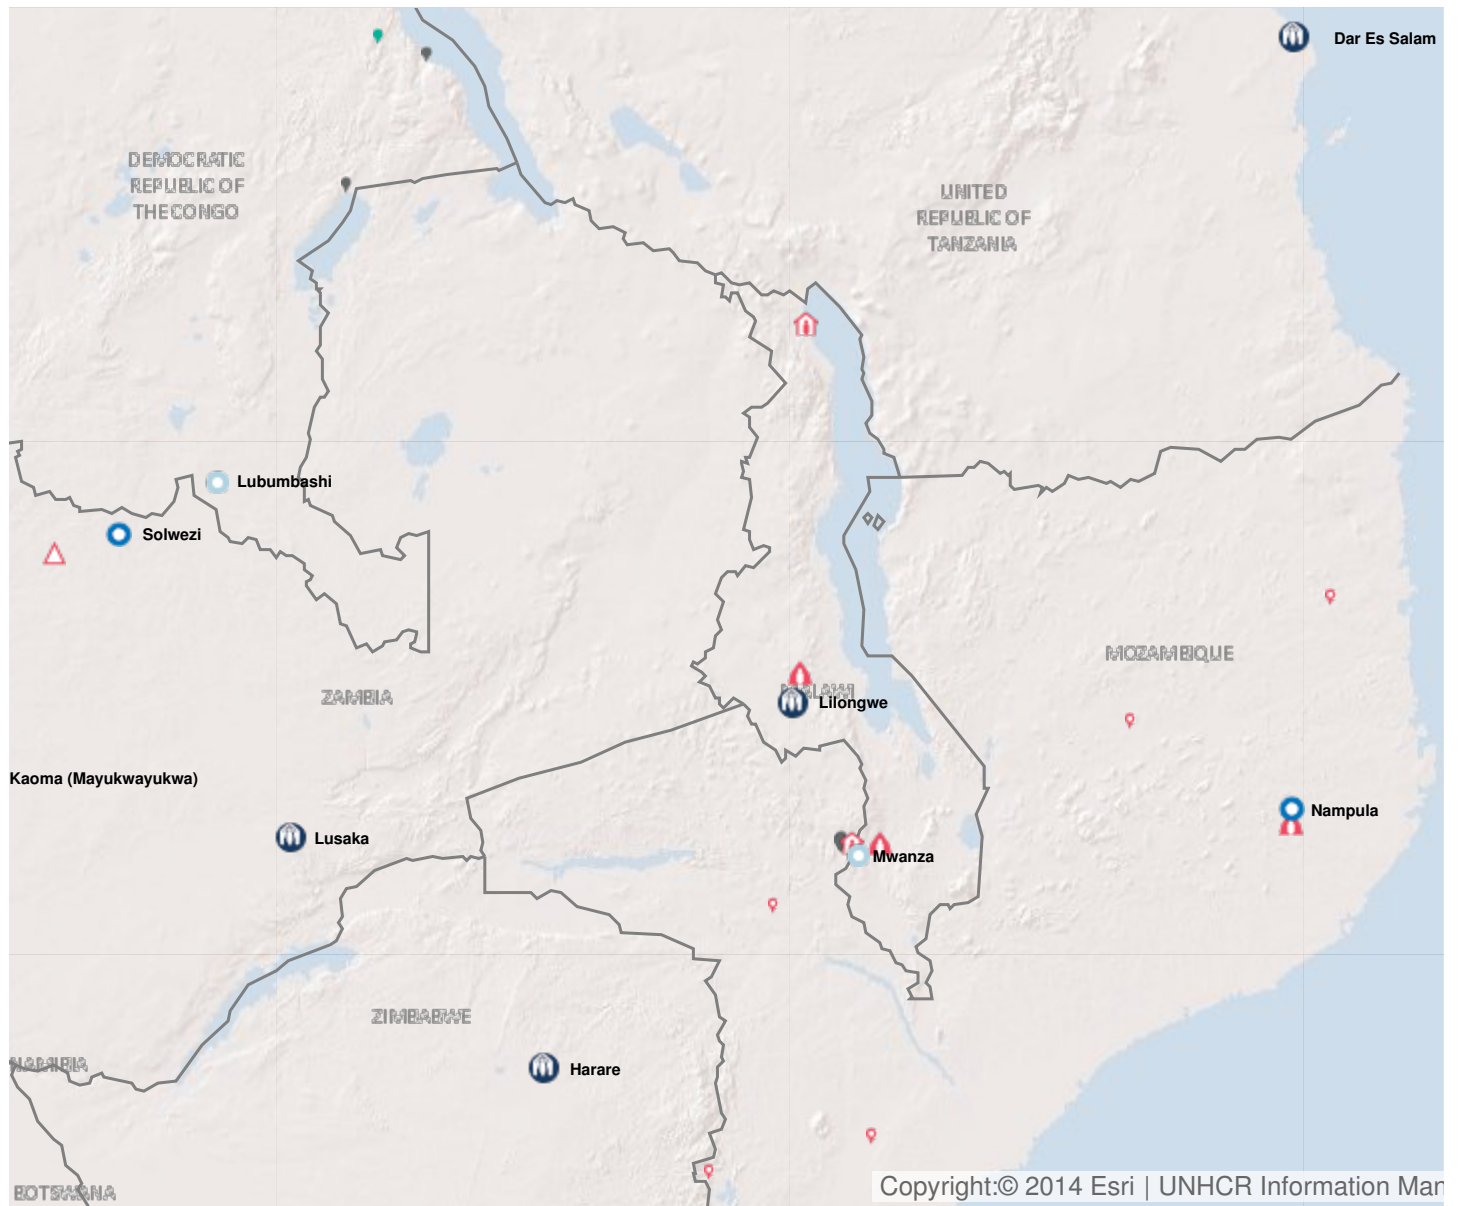 Dar Es Salam
DEMOCRATIC
REPUBLIC OF
THE CONGO
UNITED
REPUBLIC OF
TANZANIA
Lubumbashi
Solwezi
MOZAMBIQUE
ZAMBIA
MALAWI
Lilongwe
Kaoma (Mayukwayukwa)
Nampula
Lusaka
Mwanza
ZIMBABWE
NAMIBIA
Harare
BOTSWANA
Copyright:© 2014 Esri | UNHCR Information Man